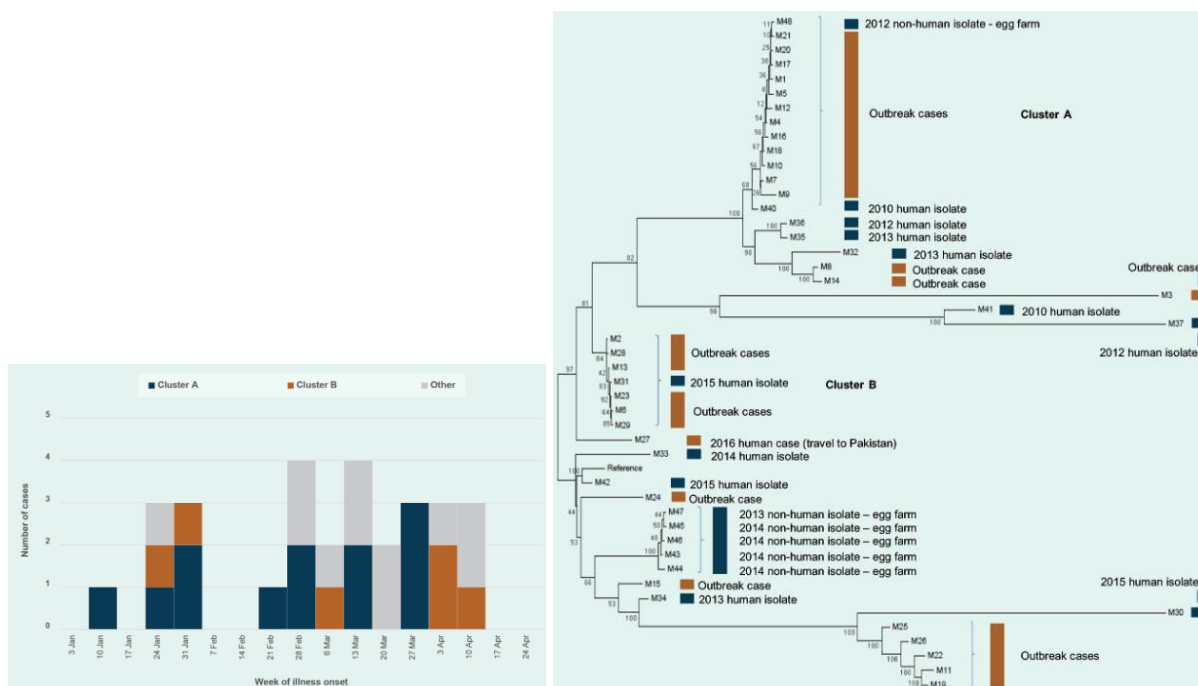 Cluster A Cluster B Other
5
4
3
2
1
0
Number of cases
3 Jan
10 Jan
17 Jan
24 Jan
31 Jan
7 Feb
14 Feb
21 Feb
28 Feb
6 Mar
13 Mar
20 Mar
27 Mar
3 Apr
10 Apr
17 Apr
24 Apr
Week of illness onset
M48 2012 non-human isolate - egg farm
M21
M20
M17
M1
M5
M12
M4 Outbreak cases Cluster A
M16
M18
M10
M7
M9
M40 2010 human isolate
M36 2012 human isolate
M35 2013 human isolate
M32 2013 human isolate
M8 Outbreak case
M14 Outbreak case
Outbreak case
M3
M41 2010 human isolate
M37
2012 human isolate
M2
M28 Outbreak cases
M13
M31 2015 human isolate Cluster B
M23
M6 Outbreak cases
M29
M27 2016 human case (travel to Pakistan)
M33 2014 human isolate
Reference
M42 2015 human isolate
M24 Outbreak case
M47 2013 non-human isolate – egg farm
M45 2014 non-human isolate – egg farm
M46 2014 non-human isolate – egg farm
M43 2014 non-human isolate – egg farm
M44 2014 non-human isolate – egg farm
M15 Outbreak case
M34 2013 human isolate
2015 human isolate
M30
M25
M26
M22 Outbreak cases
M11
M19